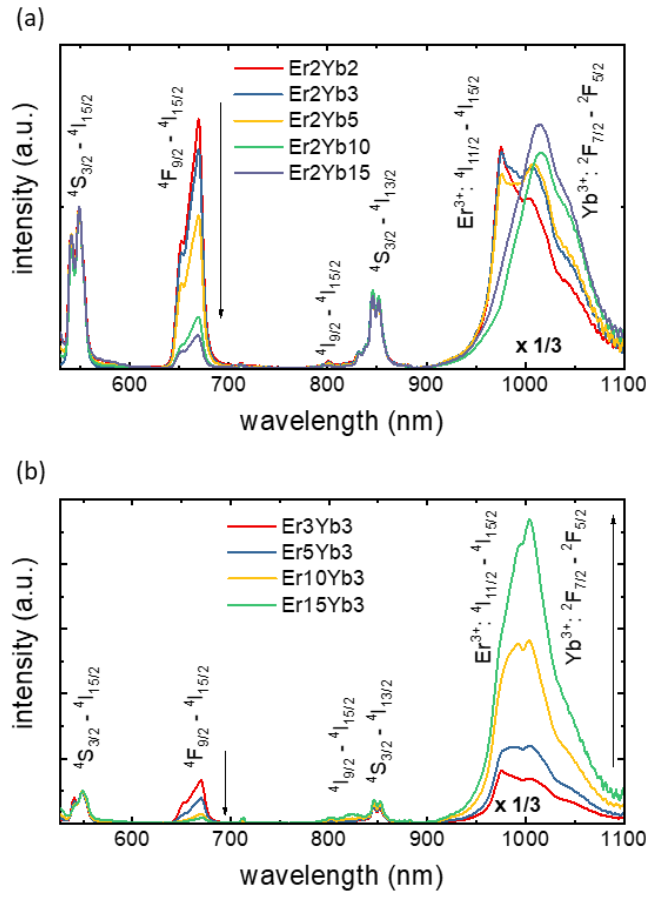 (a)
Er2Yb2
Er2Yb3
Er2Yb5
Er2Yb10
Er2Yb15
⁴S₃/₂ - ⁴I₁₅/₂
⁴F₉/₂ - ⁴I₁₅/₂
⁴I₉/₂ - ⁴I₁₅/₂
⁴S₃/₂ - ⁴I₁₃/₂
Er³⁺: ⁴I₁₁/₂ - ⁴I₁₅/₂
Yb³⁺: ²F₇/₂ - ²F₅/₂
x 1/3
intensity (a.u.)
600 700 800 900 1000 1100
wavelength (nm)
(b)
Er3Yb3
Er5Yb3
Er10Yb3
Er15Yb3
⁴S₃/₂ - ⁴I₁₅/₂
⁴F₉/₂ - ⁴I₁₅/₂
⁴I₉/₂ - ⁴I₁₅/₂
⁴S₃/₂ - ⁴I₁₃/₂
Er³⁺: ⁴I₁₁/₂ - ⁴I₁₅/₂
Yb³⁺: ²F₇/₂ - ²F₅/₂
x 1/3
intensity (a.u.)
600 700 800 900 1000 1100
wavelength (nm)